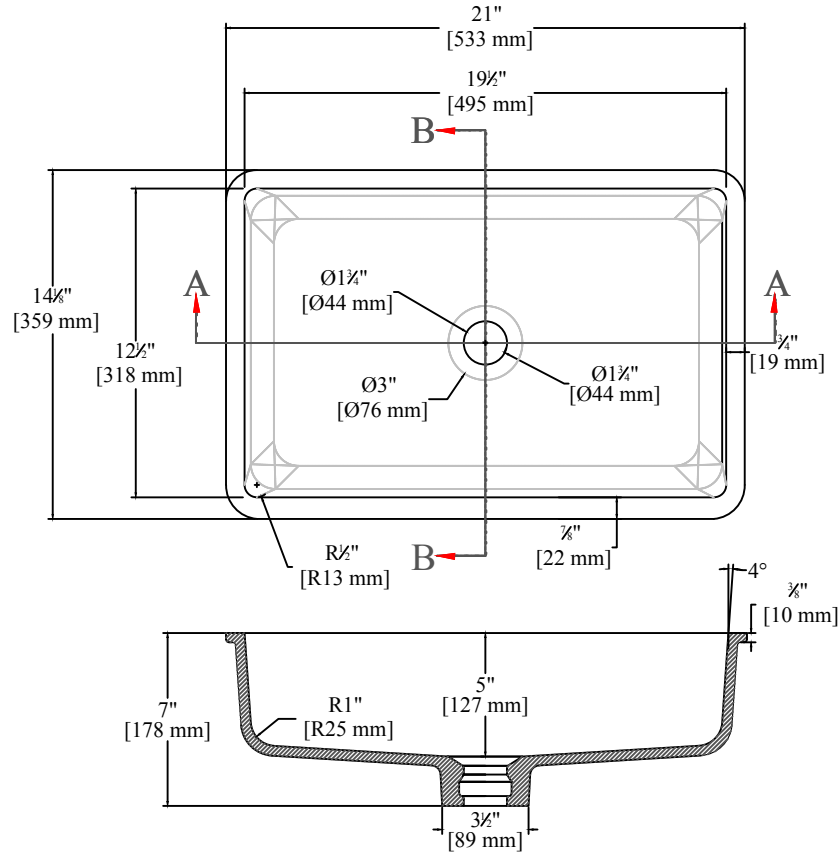 21"
[533 mm]
19½"
[495 mm]
B
A
A
14⅛"
[359 mm]
12½"
[318 mm]
Ø1¾"
[Ø44 mm]
¾"
[19 mm]
Ø3"
[Ø76 mm]
Ø1¾"
[Ø44 mm]
B
R½"
[R13 mm]
⅞"
[22 mm]
4°
⅜"
[10 mm]
7"
[178 mm]
R1"
[R25 mm]
5"
[127 mm]
3½"
[89 mm]